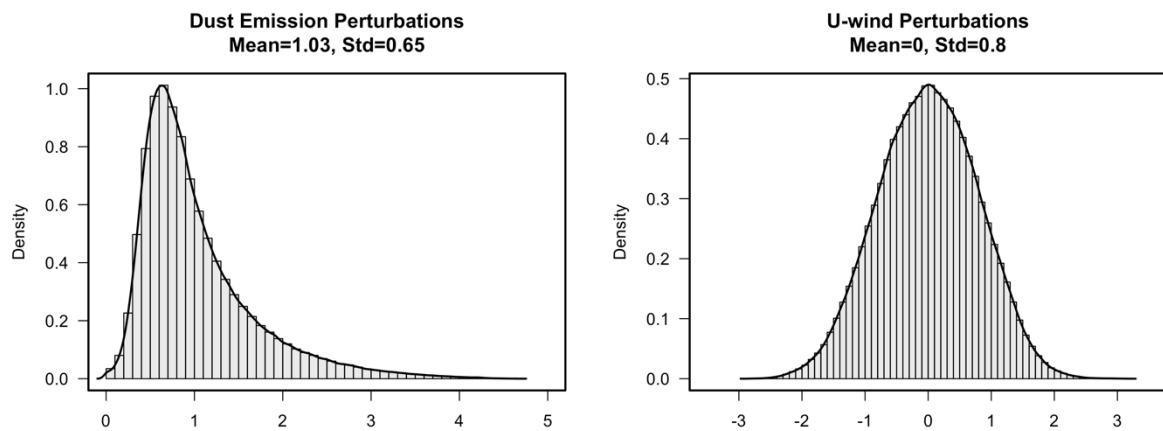 Dust Emission Perturbations
Mean=1.03, Std=0.65
Density
1.0
0.8
0.6
0.4
0.2
0.0
0 1 2 3 4 5
U-wind Perturbations
Mean=0, Std=0.8
Density
0.5
0.4
0.3
0.2
0.1
0.0
-3 -2 -1 0 1 2 3